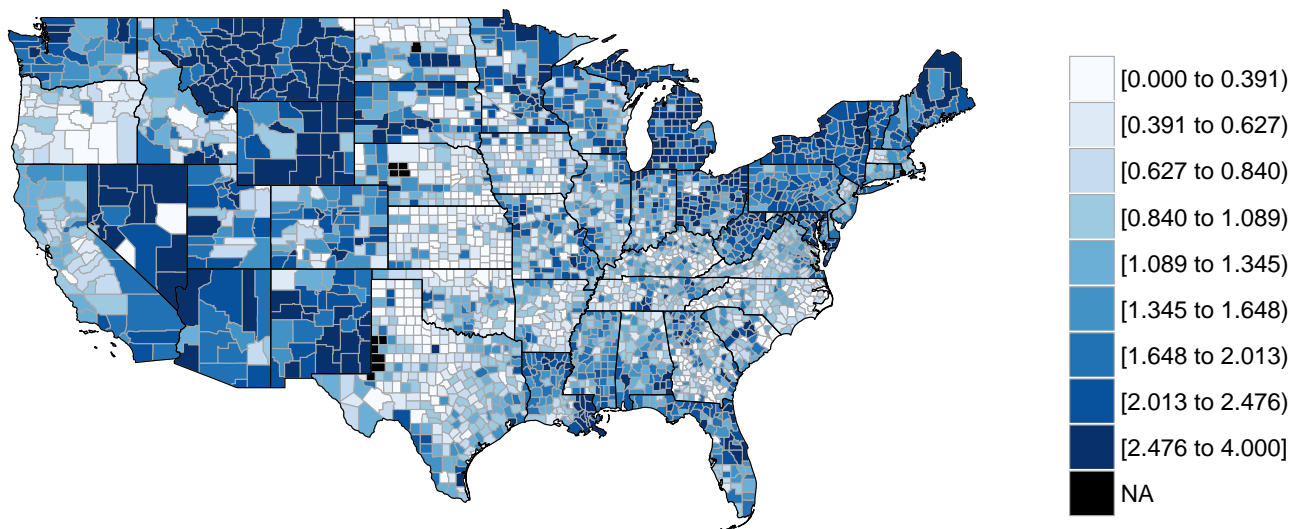 [0.000 to 0.391)
[0.391 to 0.627)
[0.627 to 0.840)
[0.840 to 1.089)
[1.089 to 1.345)
[1.345 to 1.648)
[1.648 to 2.013)
[2.013 to 2.476)
[2.476 to 4.000]
NA